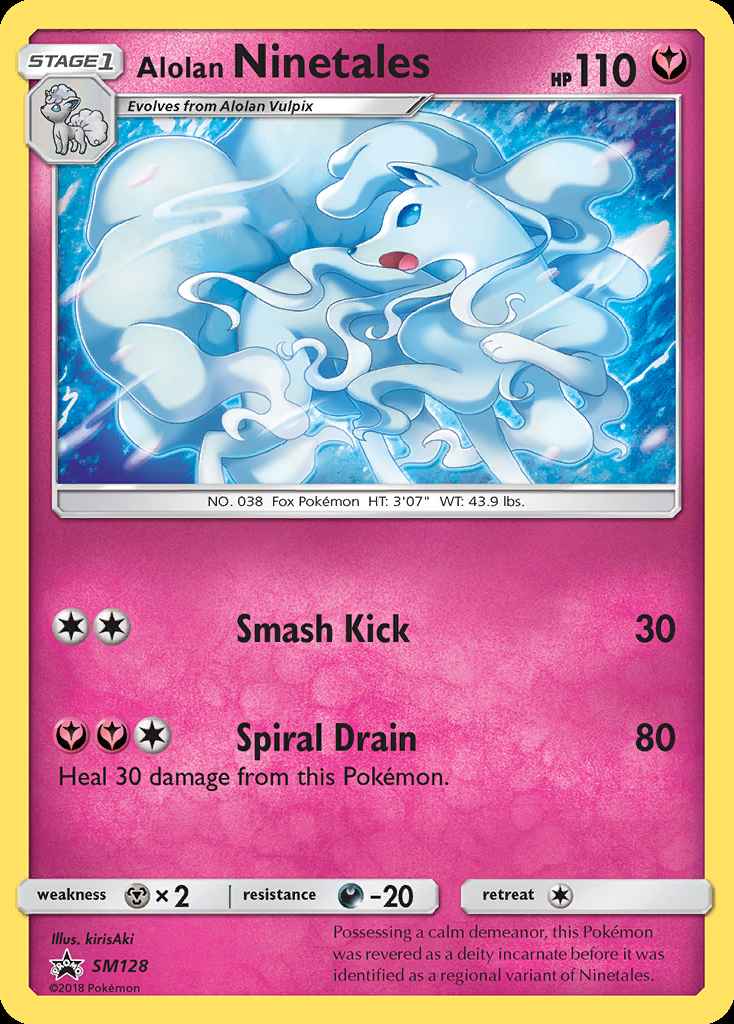 STAGE 1
Alolan Ninetales
HP 110
Evolves from Alolan Vulpix
NO. 038 Fox Pokémon HT: 3'07" WT: 43.9 lbs.
Smash Kick 30
Spiral Drain 80
Heal 30 damage from this Pokémon.
weakness ×2 resistance -20 retreat
Illus. kirisAki
PROMO SM128
©2018 Pokémon
Possessing a calm demeanor, this Pokémon
was revered as a deity incarnate before it was
identified as a regional variant of Ninetales.